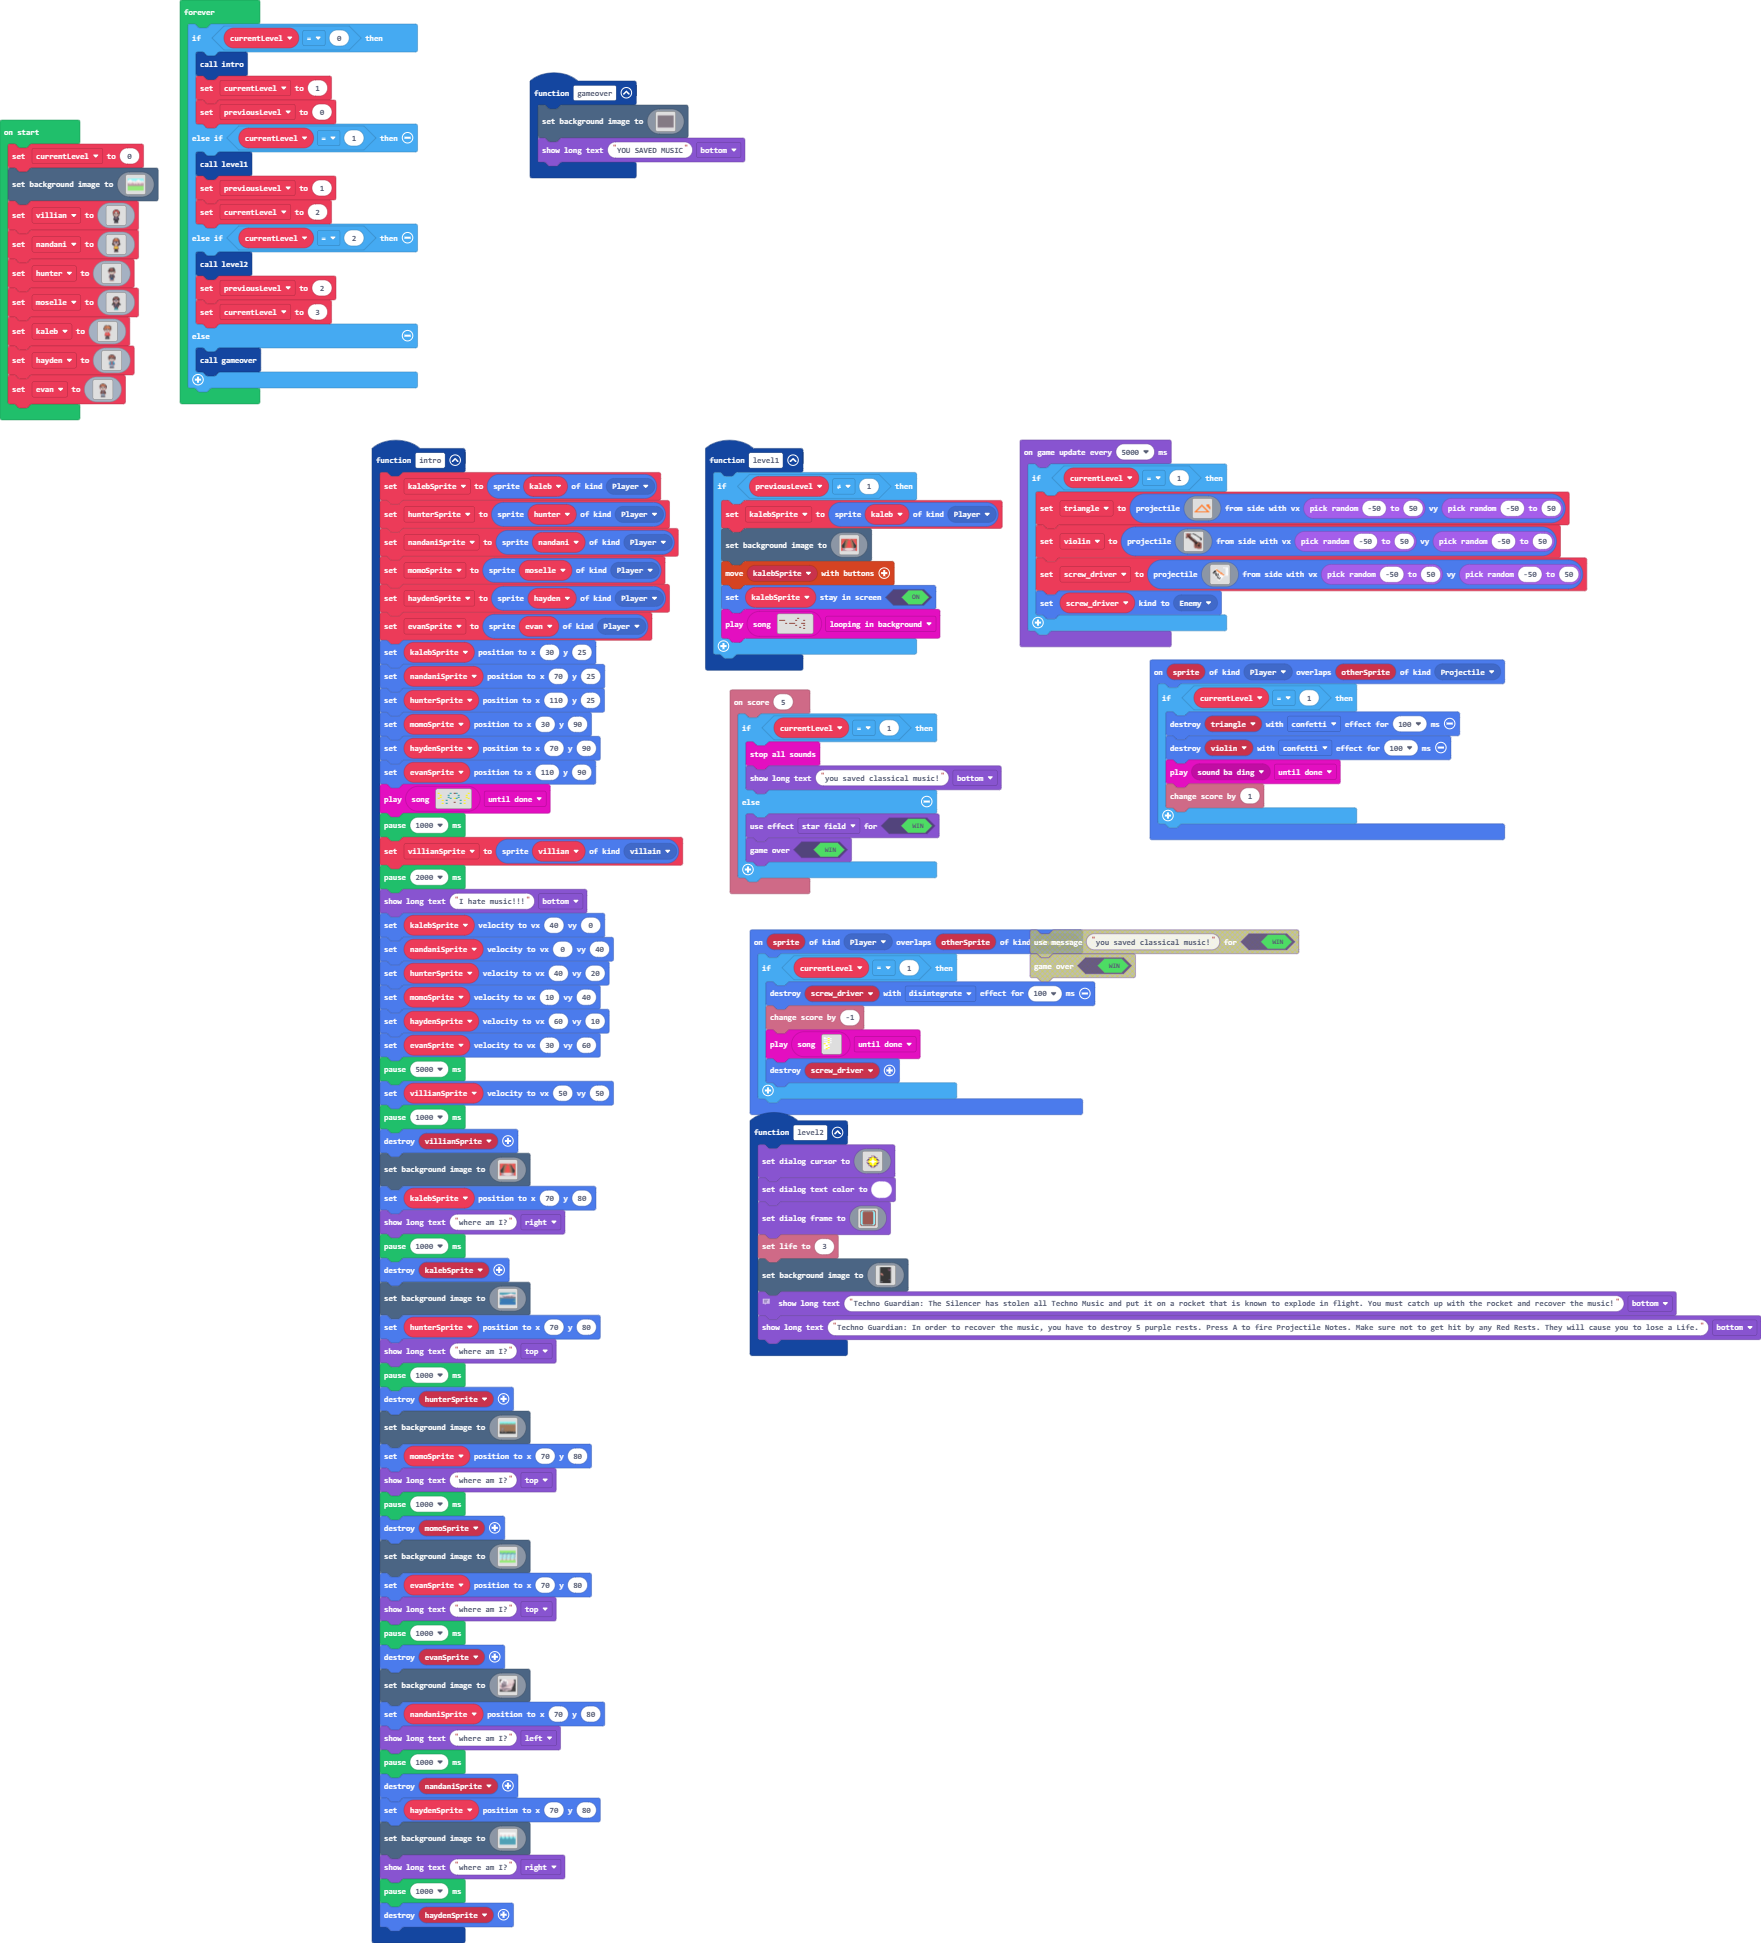 on start
set currentLevel to 0
set background image to
set villian to
set nandani to
set hunter to
set moselle to
set kaleb to
set hayden to
set evan to
forever
if currentLevel = 0 then
call intro
set currentLevel to 1
set previousLevel to 0
else if currentLevel = 1 then
call level1
set previousLevel to 1
set currentLevel to 2
else if currentLevel = 2 then
call level2
set previousLevel to 2
set currentLevel to 3
else
call gameover
function gameover
set background image to
show long text "YOU SAVED MUSIC" bottom
function intro
set kalebSprite to sprite kaleb of kind Player
set hunterSprite to sprite hunter of kind Player
set nandaniSprite to sprite nandani of kind Player
set momoSprite to sprite moselle of kind Player
set haydenSprite to sprite hayden of kind Player
set evanSprite to sprite evan of kind Player
set kalebSprite position to x 30 y 25
set nandaniSprite position to x 70 y 25
set hunterSprite position to x 110 y 25
set momoSprite position to x 30 y 90
set haydenSprite position to x 70 y 90
set evanSprite position to x 110 y 90
play song until done
pause 1000 ms
set villianSprite to sprite villian of kind villain
pause 2000 ms
show long text "I hate music!!!" bottom
set kalebSprite velocity to vx 40 vy 0
set nandaniSprite velocity to vx 0 vy 40
set hunterSprite velocity to vx 40 vy 20
set momoSprite velocity to vx 10 vy 40
set haydenSprite velocity to vx 60 vy 10
set evanSprite velocity to vx 30 vy 60
pause 5000 ms
set villianSprite velocity to vx 50 vy 50
pause 1000 ms
destroy villianSprite
set background image to
set kalebSprite position to x 70 y 80
show long text "where am I?" right
pause 1000 ms
destroy kalebSprite
set background image to
set hunterSprite position to x 70 y 80
show long text "where am I?" top
pause 1000 ms
destroy hunterSprite
set background image to
set momoSprite position to x 70 y 80
show long text "where am I?" top
pause 1000 ms
destroy momoSprite
set background image to
set evanSprite position to x 70 y 80
show long text "where am I?" top
pause 1000 ms
destroy evanSprite
set background image to
set nandaniSprite position to x 70 y 80
show long text "where am I?" left
pause 1000 ms
destroy nandaniSprite
set haydenSprite position to x 70 y 80
set background image to
show long text "where am I?" right
pause 1000 ms
destroy haydenSprite
function level1
if previousLevel ≠ 1 then
set kalebSprite to sprite kaleb of kind Player
set background image to
move kalebSprite with buttons
set kalebSprite stay in screen ON
play song looping in background
on score 5
if currentLevel = 1 then
stop all sounds
show long text "you saved classical music!" bottom
else
use effect star field for WIN
game over WIN
on game update every 5000 ms
if currentLevel = 1 then
set triangle to projectile from side with vx pick random -50 to 50 vy pick random -50 to 50
set violin to projectile from side with vx pick random -50 to 50 vy pick random -50 to 50
set screw_driver to projectile from side with vx pick random -50 to 50 vy pick random -50 to 50
set screw_driver kind to Enemy
on sprite of kind Player overlaps otherSprite of kind Projectile
if currentLevel = 1 then
destroy triangle with confetti effect for 100 ms
destroy violin with confetti effect for 100 ms
play sound ba ding until done
change score by 1
on sprite of kind Player overlaps otherSprite of kind
if currentLevel = 1 then
destroy screw_driver with disintegrate effect for 100 ms
change score by -1
play song until done
destroy screw_driver
use message "you saved classical music!" for WIN
game over WIN
function level2
set dialog cursor to
set dialog text color to
set dialog frame to
set life to 3
set background image to
show long text "Techno Guardian: The Silencer has stolen all Techno Music and put it on a rocket that is known to explode in flight. You must catch up with the rocket and recover the music!" bottom
show long text "Techno Guardian: In order to recover the music, you have to destroy 5 purple rests. Press A to fire Projectile Notes. Make sure not to get hit by any Red Rests. They will cause you to lose a Life." bottom